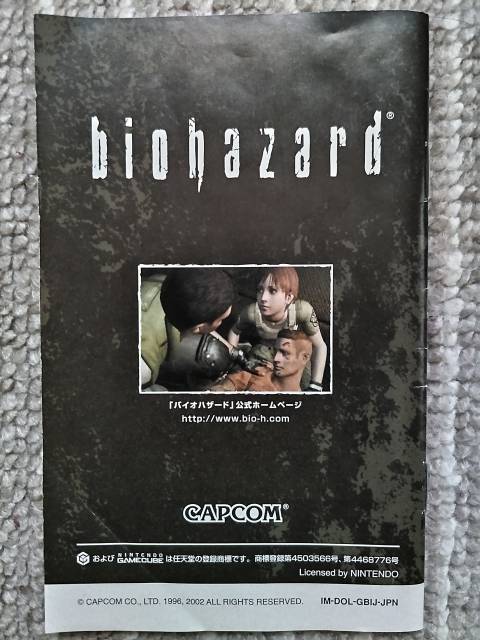 biohazard®
「バイオハザード」公式ホームページ
http://www.bio-h.com
CAPCOM®
および NINTENDO GAMECUBE は任天堂の登録商標です。商標登録第4503566号、第4468776号
Licensed by NINTENDO
© CAPCOM CO., LTD. 1996, 2002 ALL RIGHTS RESERVED. IM-DOL-GBIJ-JPN